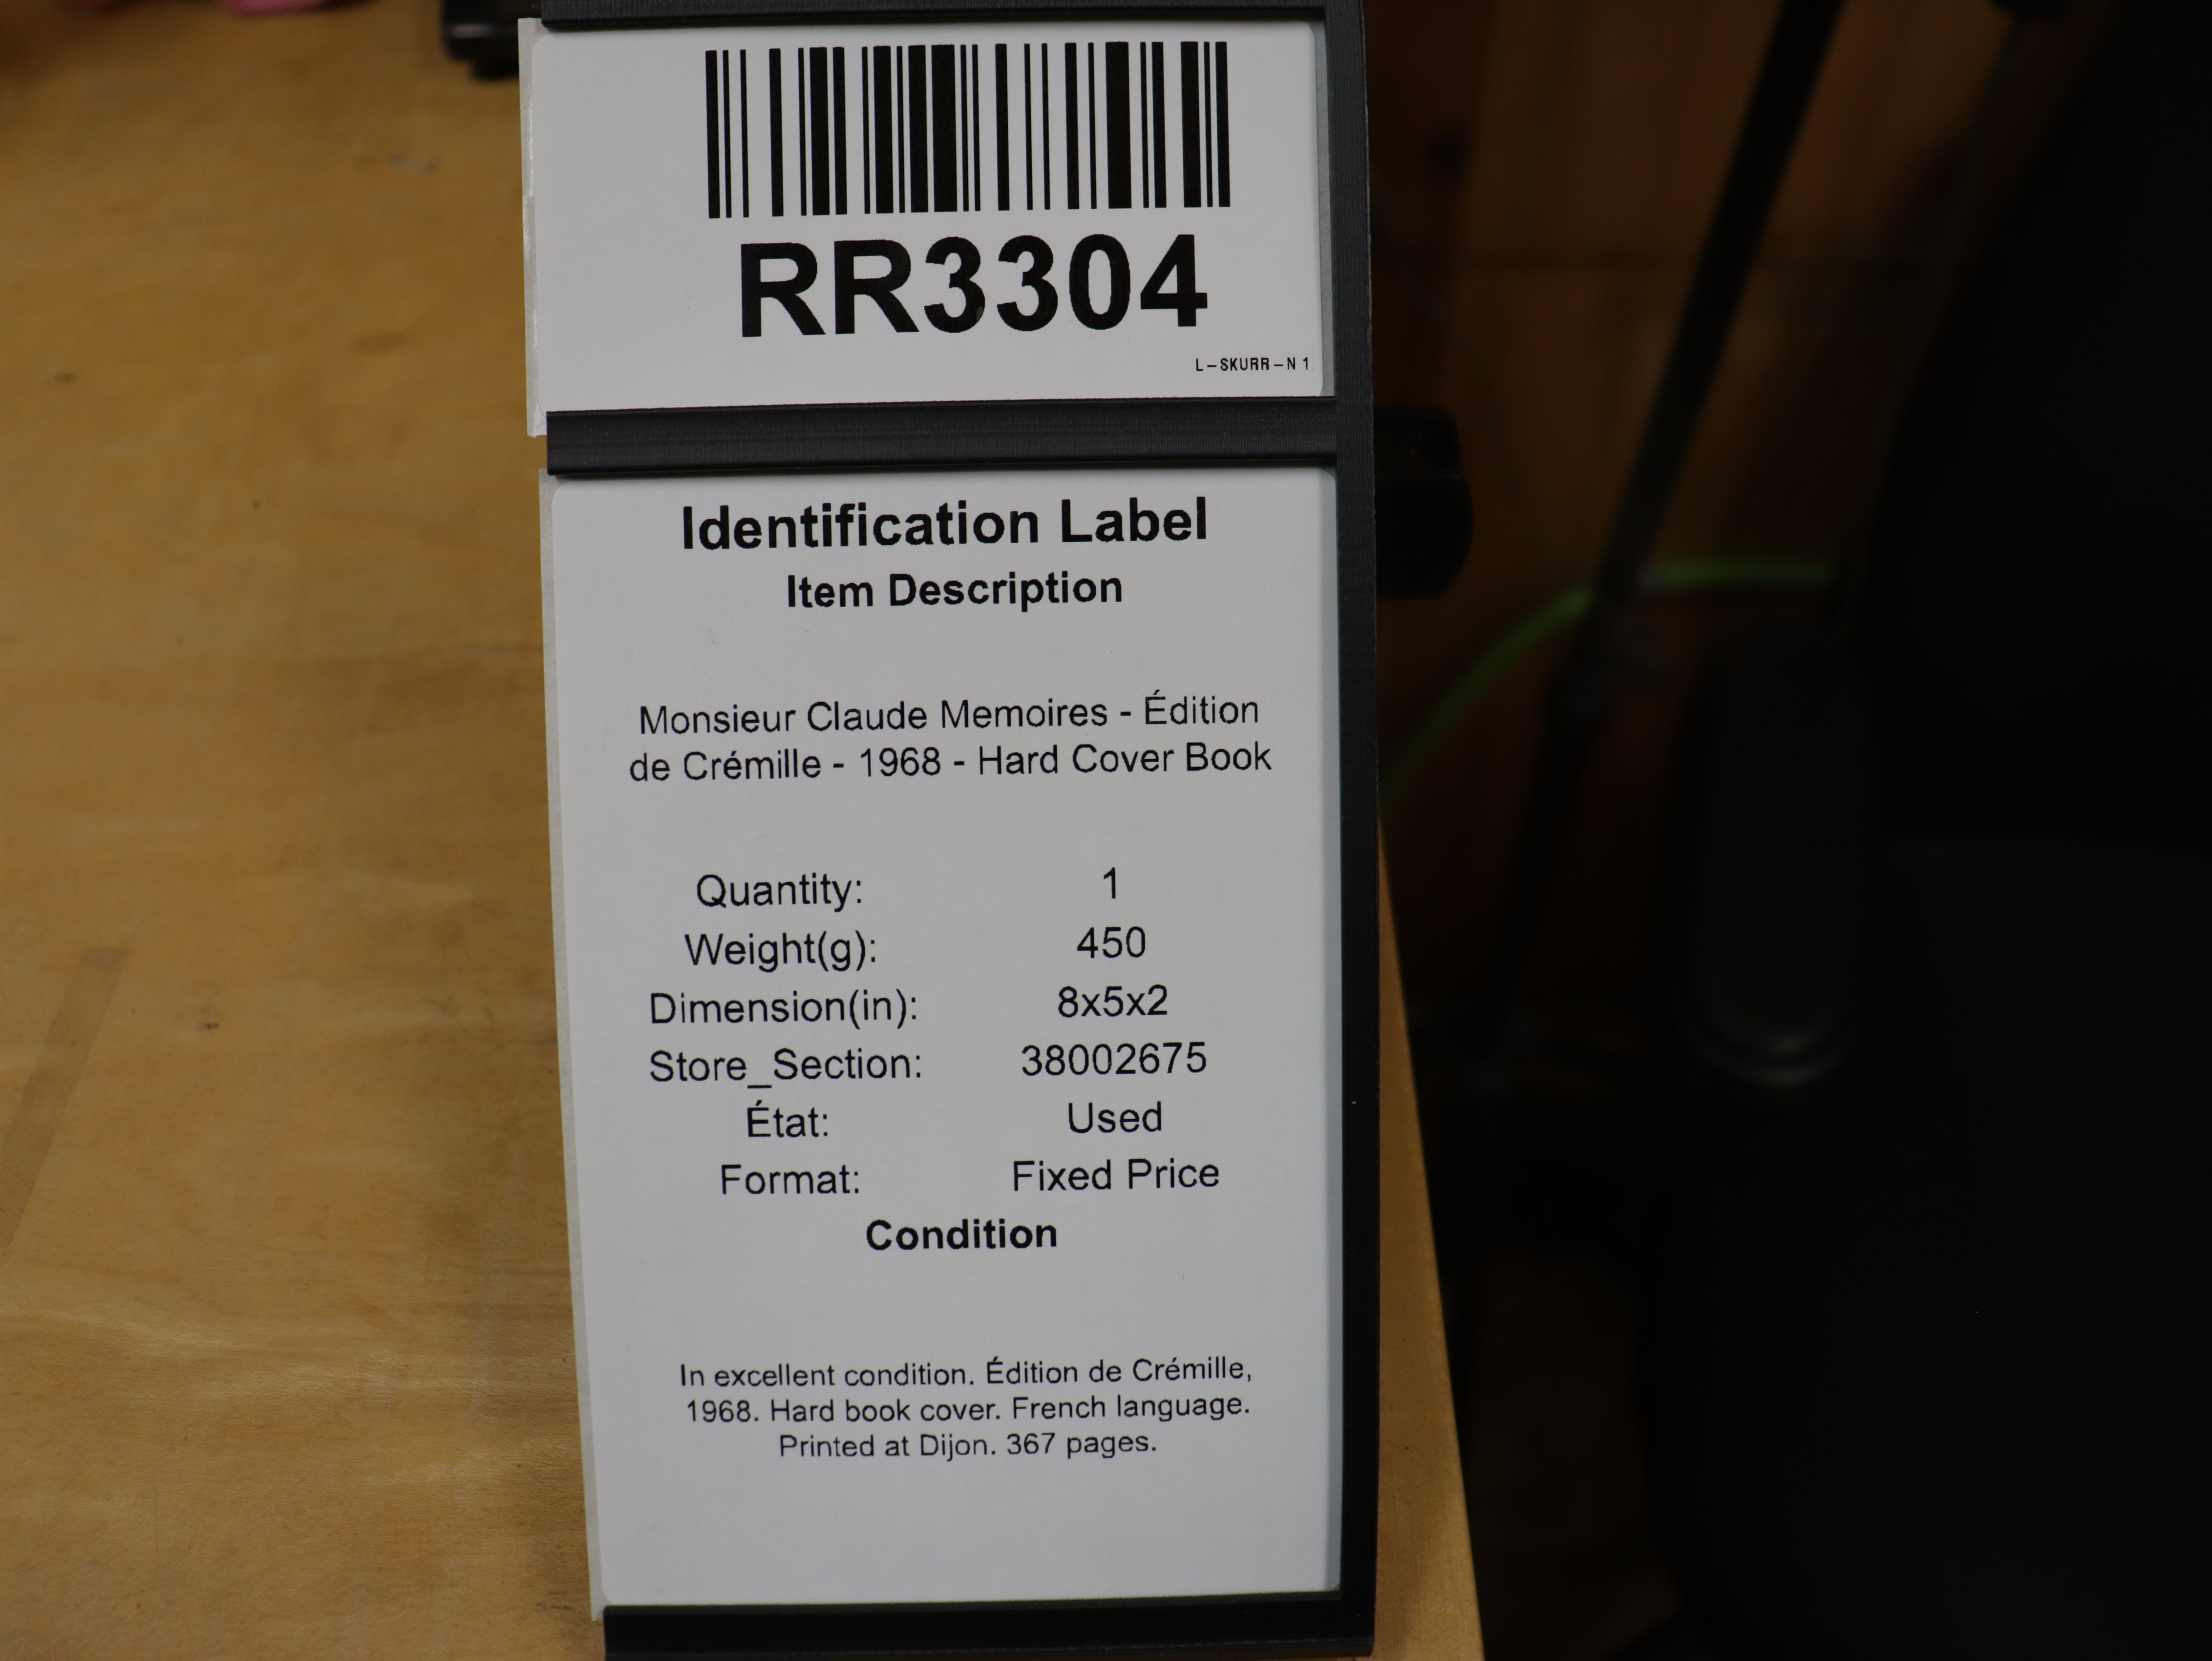 RR3304
L-SKURR-N 1
Identification Label
Item Description
Monsieur Claude Memoires - Édition
de Crémille - 1968 - Hard Cover Book
Quantity: 1
Weight(g): 450
Dimension(in): 8x5x2
Store_Section: 38002675
État: Used
Format: Fixed Price
Condition
In excellent condition. Édition de Crémille,
1968. Hard book cover. French language.
Printed at Dijon. 367 pages.